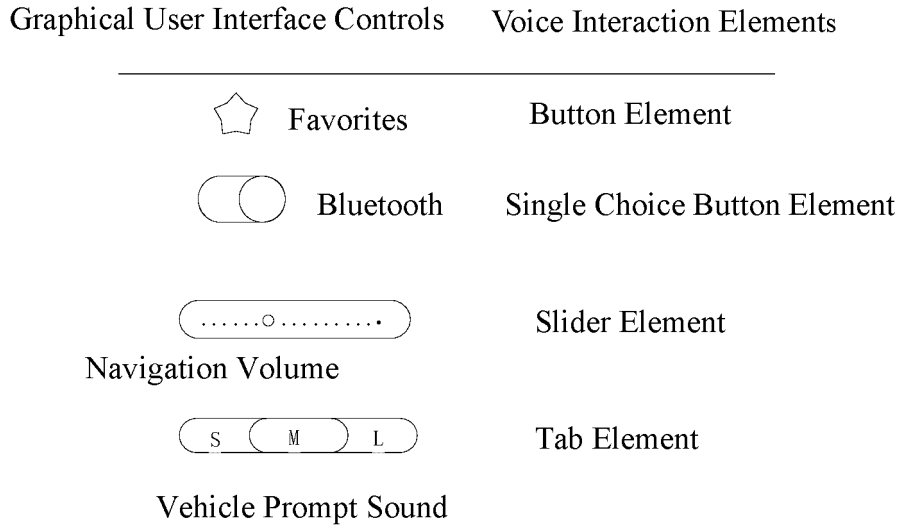 Graphical User Interface Controls Voice Interaction Elements
Favorites Button Element
Bluetooth Single Choice Button Element
Slider Element
Navigation Volume
S M L Tab Element
Vehicle Prompt Sound